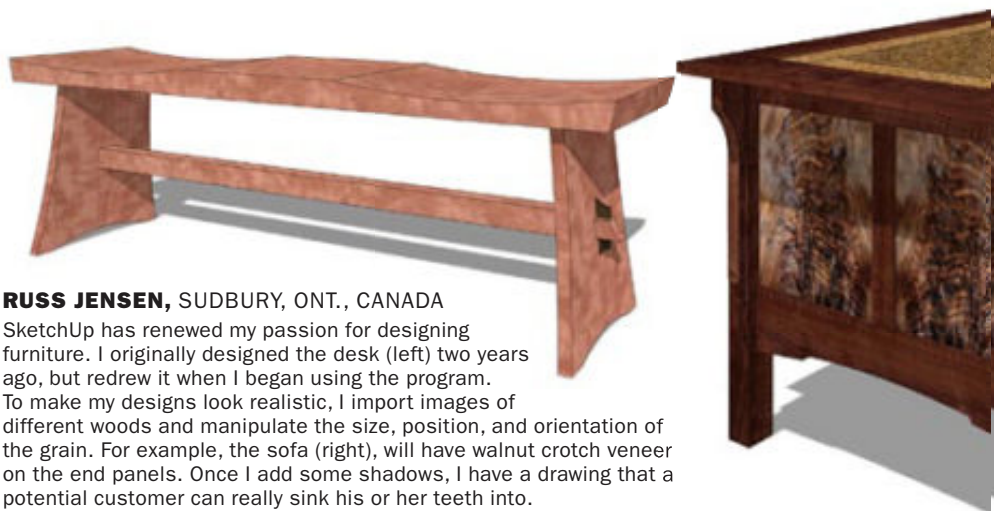 RUSS JENSEN, SUDBURY, ONT., CANADA
SketchUp has renewed my passion for designing
furniture. I originally designed the desk (left) two years
ago, but redrew it when I began using the program.
To make my designs look realistic, I import images of
different woods and manipulate the size, position, and orientation of
the grain. For example, the sofa (right), will have walnut crotch veneer
on the end panels. Once I add some shadows, I have a drawing that a
potential customer can really sink his or her teeth into.